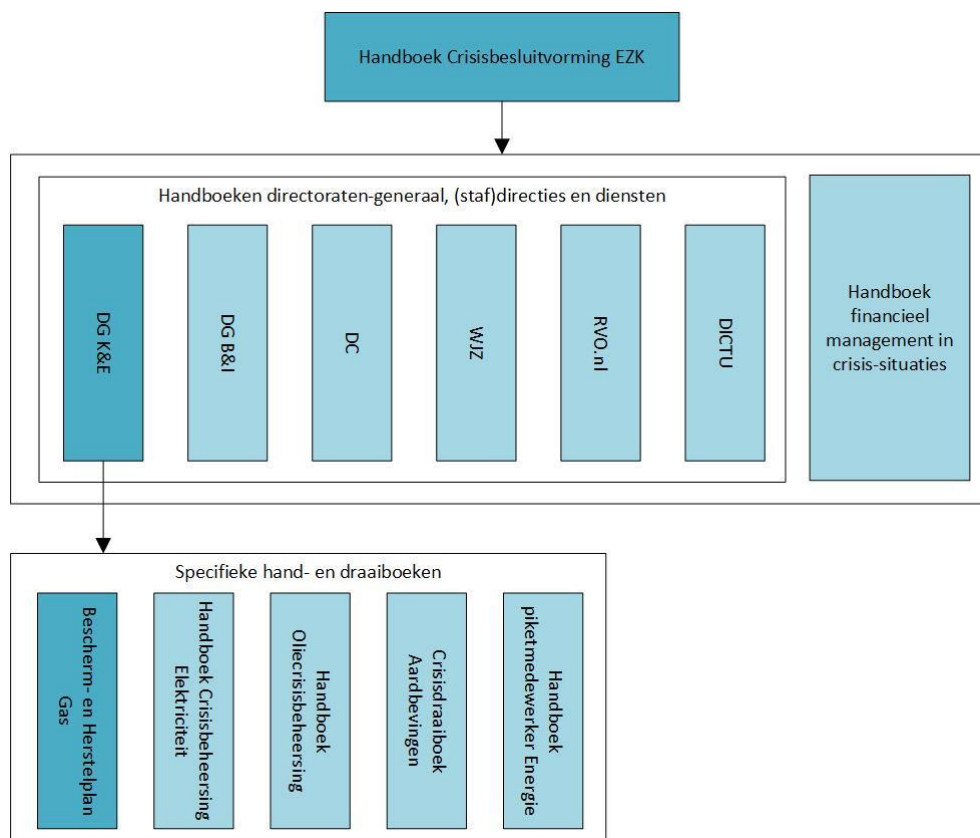 Handboek Crisisbesluitvorming EZK
Handboeken directoraten-generaal, (staf)directies en diensten
DG K&E
DG B&I
DC
WJZ
RVO.nl
DICTU
Handboek
financieel
management in
crisis-situaties
Specifieke hand- en draaiboeken
Bescherm- en Herstelplan
Gas
Handboek Crisisbeheersing
Elektriciteit
Handboek
Oliecrisisbeheersing
Crisisdraaiboek
Aardbevingen
Handboek
piketmedewerker Energie